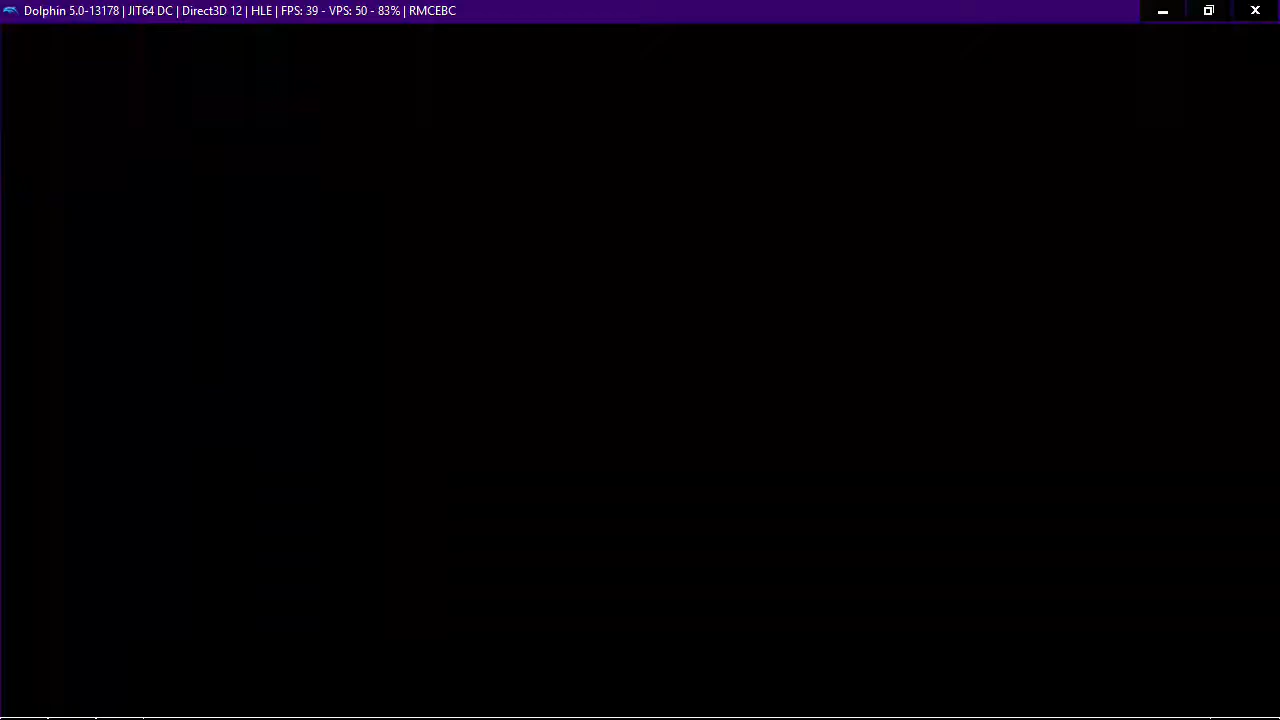 Dolphin 5.0-13178 | JIT64 DC | Direct3D 12 | HLE | FPS: 39 - VPS: 50 - 83% | RMCEBC